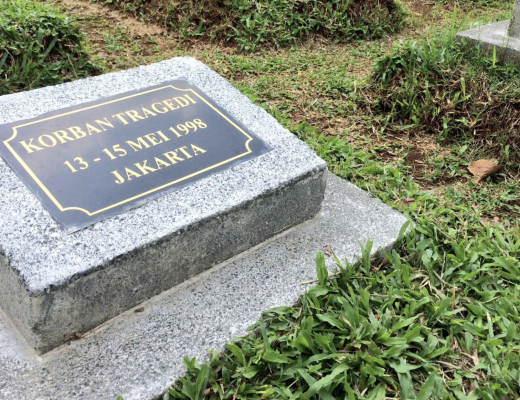 KORBAN TRAGEDI
13 - 15 MEI 1998
JAKARTA